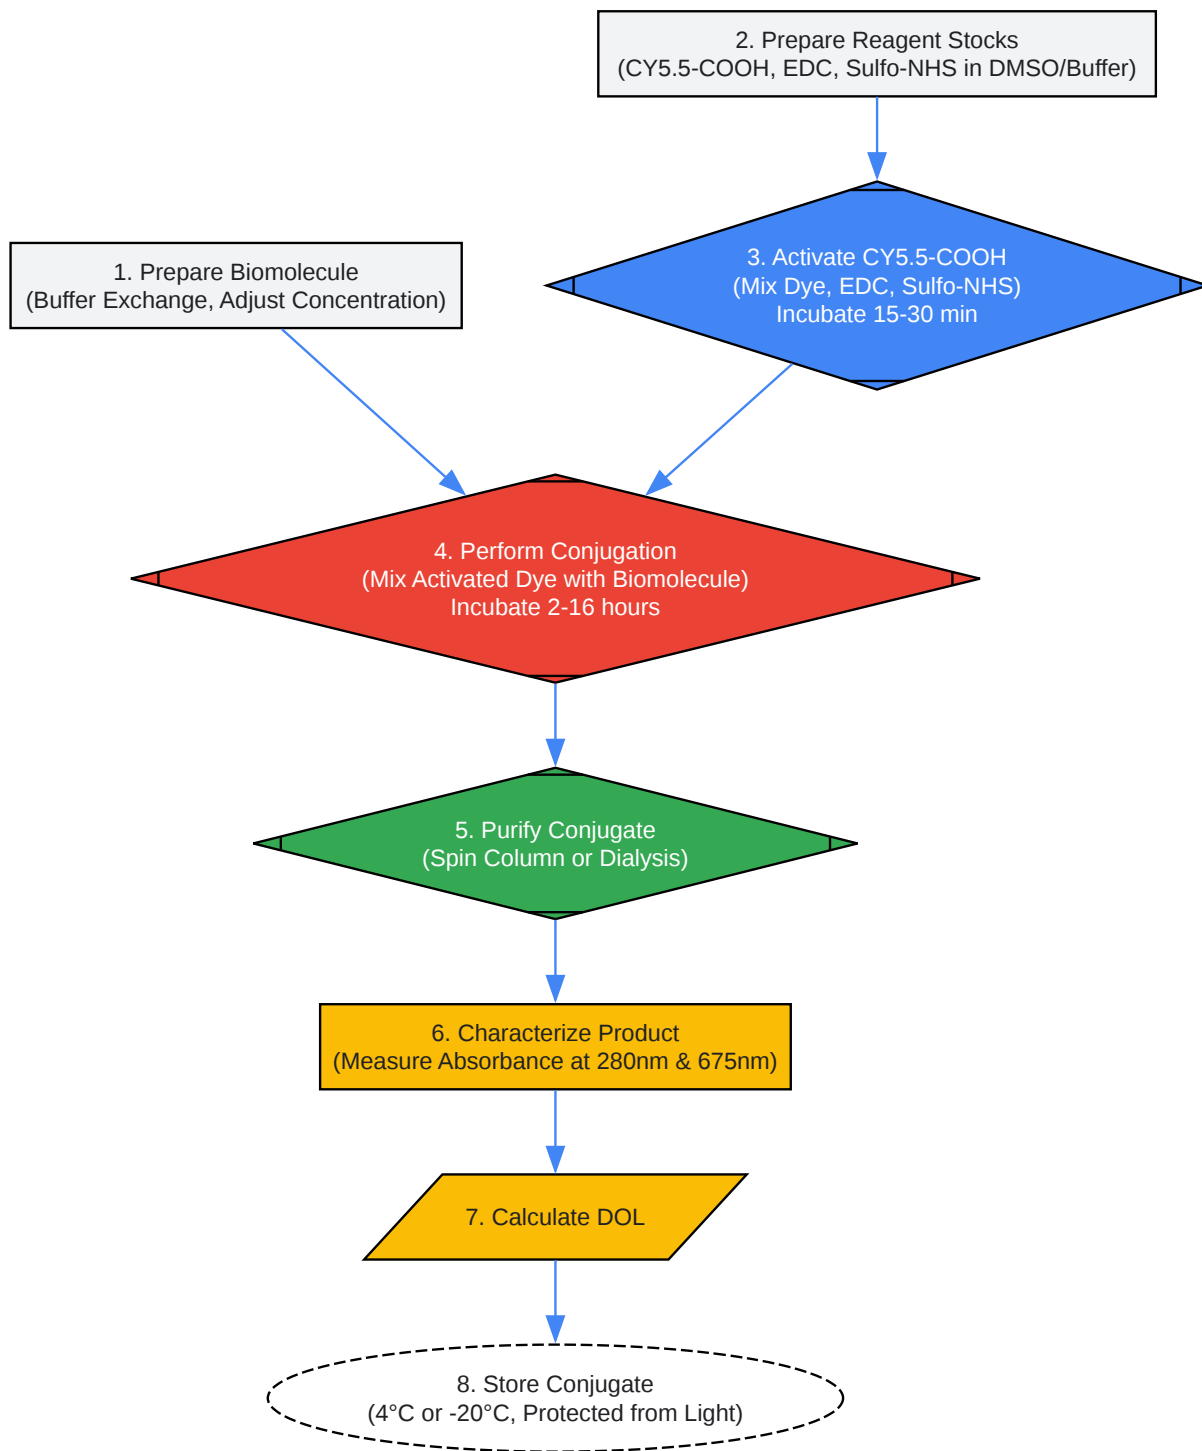 2. Prepare Reagent Stocks
(CY5.5-COOH, EDC, Sulfo-NHS in DMSO/Buffer)
1. Prepare Biomolecule
(Buffer Exchange, Adjust Concentration)
3. Activate CY5.5-COOH
(Mix Dye, EDC, Sulfo-NHS)
Incubate 15-30 min
4. Perform Conjugation
(Mix Activated Dye with Biomolecule)
Incubate 2-16 hours
5. Purify Conjugate
(Spin Column or Dialysis)
6. Characterize Product
(Measure Absorbance at 280nm & 675nm)
7. Calculate DOL
8. Store Conjugate
(4°C or -20°C, Protected from Light)